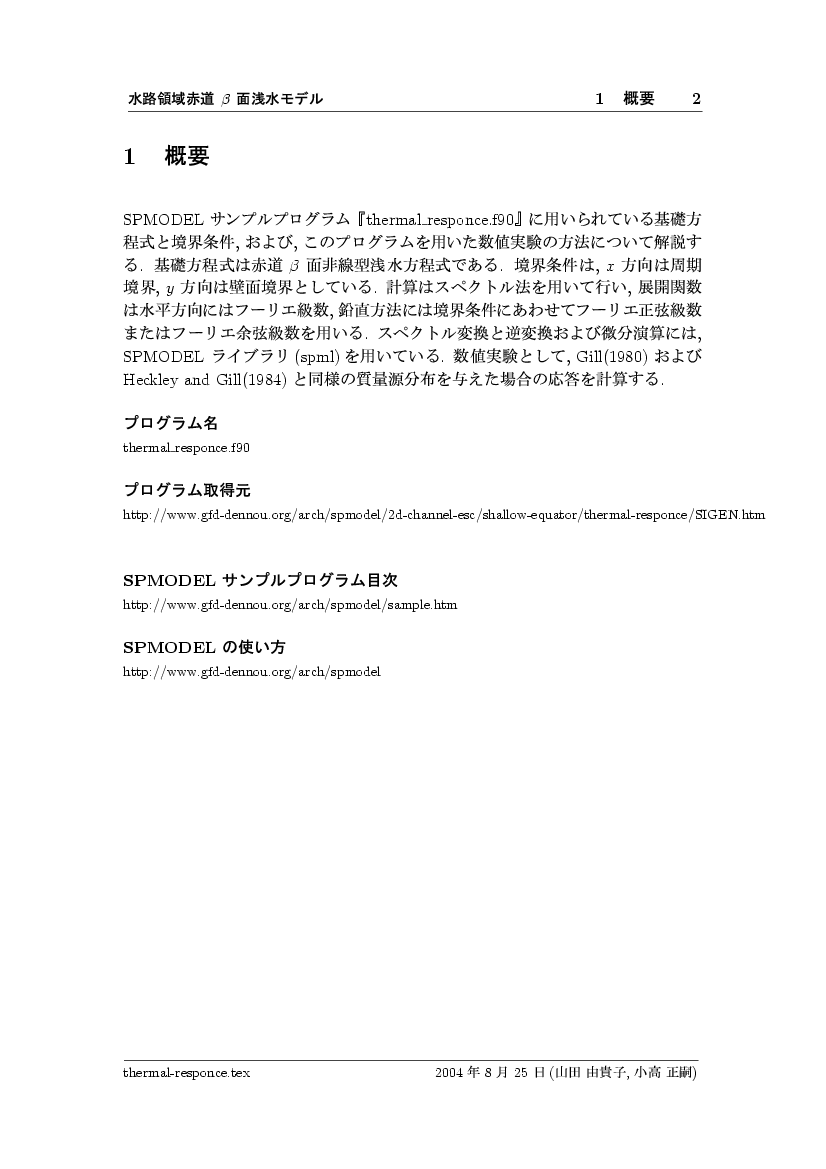 水路領域赤道 β 面浅水モデル 1 概要 2
1 概要
SPMODEL サンプルプログラム『thermal_responce.f90』に用いられている基礎方
程式と境界条件, および, このプログラムを用いた数値実験の方法について解説す
る. 基礎方程式は赤道 β 面非線型浅水方程式である. 境界条件は, x 方向は周期
境界, y 方向は壁面境界としている. 計算はスペクトル法を用いて行い, 展開関数
は水平方向にはフーリエ級数, 鉛直方法には境界条件にあわせてフーリエ正弦級数
またはフーリエ余弦級数を用いる. スペクトル変換と逆変換および微分演算には,
SPMODEL ライブラリ (spml) を用いている. 数値実験として, Gill(1980) および
Heckley and Gill(1984) と同様の質量源分布を与えた場合の応答を計算する.
プログラム名
thermal_responce.f90
プログラム取得元
http://www.gfd-dennou.org/arch/spmodel/2d-channel-esc/shallow-equator/thermal-responce/SIGEN.htm
SPMODEL サンプルプログラム目次
http://www.gfd-dennou.org/arch/spmodel/sample.htm
SPMODEL の使い方
http://www.gfd-dennou.org/arch/spmodel
thermal-responce.tex 2004 年 8 月 25 日 (山田 由貴子, 小高 正嗣)